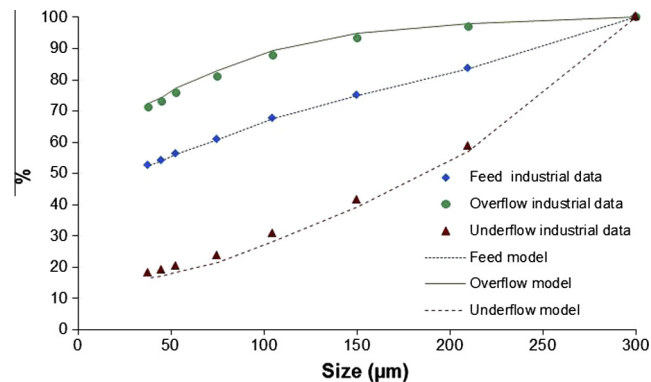 100
90
80
70
60
50
40
30
20
10
0
%
0
50
100
150
200
250
300
Size (µm)
Feed industrial data
Overflow industrial data
Underflow industrial data
Feed model
Overflow model
Underflow model